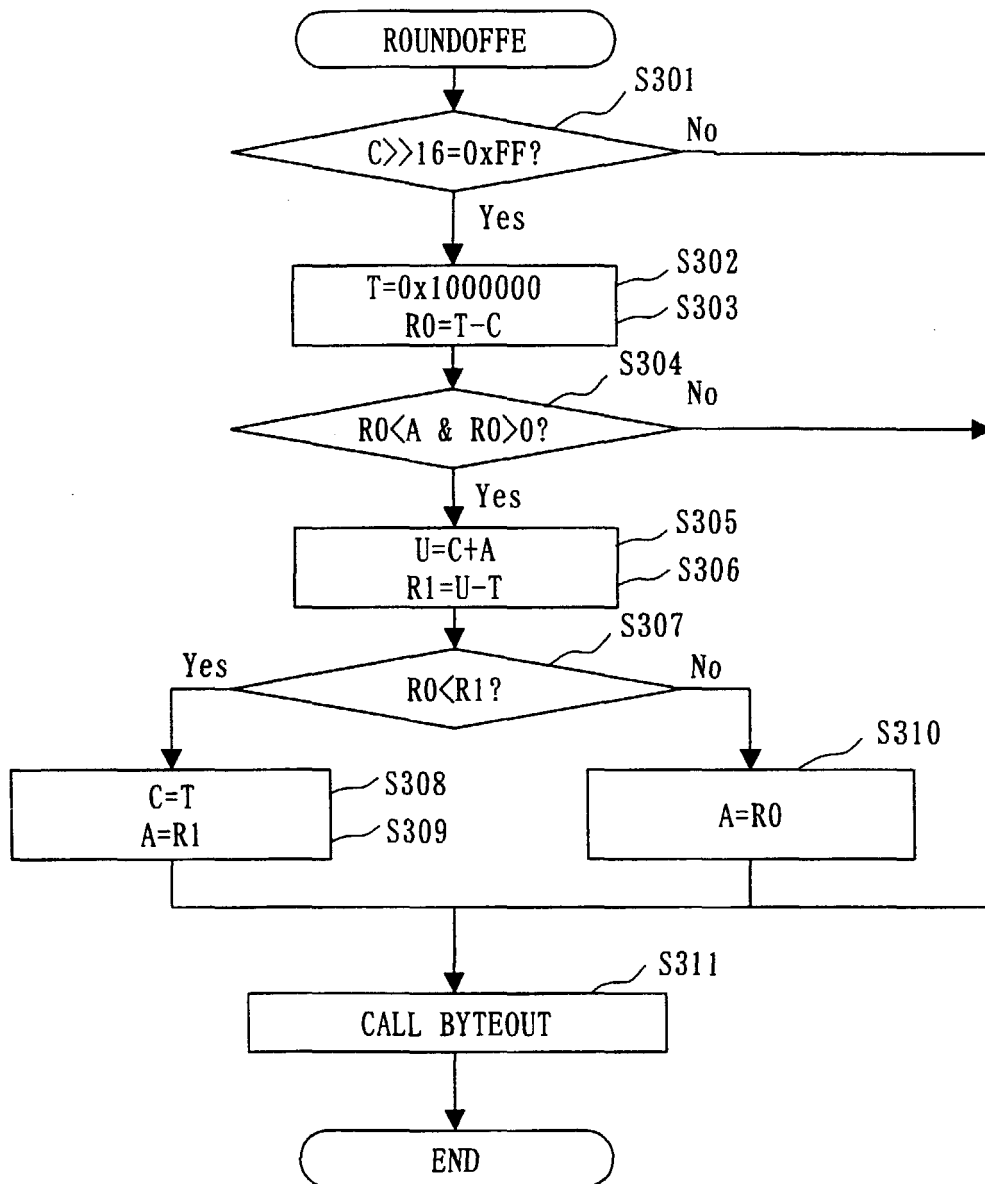 ROUNDOFFE
S301
C>>16=0xFF?
No
Yes
T=0x1000000
S302
R0=T-C
S303
S304
R0<A & R0>0?
No
Yes
U=C+A
S305
R1=U-T
S306
S307
Yes
R0<R1?
No
S310
C=T
S308
A=R1
S309
A=R0
S311
CALL BYTEOUT
END